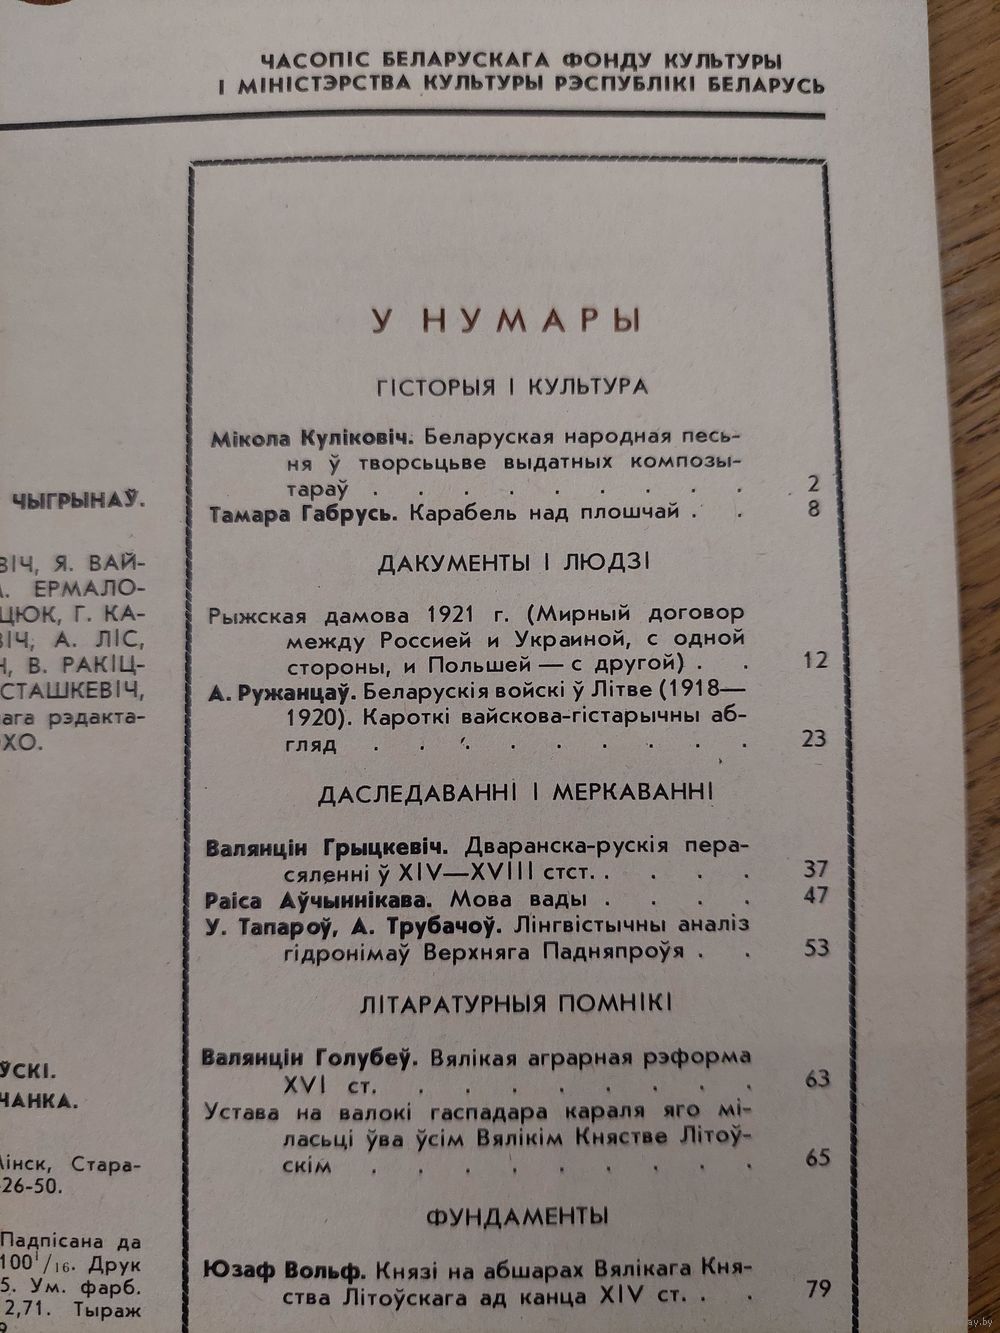 ЧАСОПІС БЕЛАРУСКАГА ФОНДУ КУЛЬТУРЫ
І МІНІСТЭРСТВА КУЛЬТУРЫ РЭСПУБЛІКІ БЕЛАРУСЬ
У НУМАРЫ
ГІСТОРЫЯ І КУЛЬТУРА
Мікола Куліковіч. Беларуская народная песь-
ня ў творсьцьве выдатных композы-
тараў . . . . . . . . 2
Тамара Габрусь. Карабель над плошчай . . 8
ДАКУМЕНТЫ І ЛЮДЗІ
Рыжская дамова 1921 г. (Мирный договор
между Россией и Украиной, с одной
стороны, и Польшей — с другой) . . 12
А. Ружанцаў. Беларускія войскі ў Літве (1918—
1920). Кароткі вайскова-гістарычны аб-
гляд . . . . . . . . 23
ДАСЛЕДАВАННІ І МЕРКАВАННІ
Валянцін Грыцкевіч. Дваранска-рускія пера-
сяленні ў XIV—XVIII стст. . . . . 37
Раіса Аўчыннікава. Мова вады . . . . 47
У. Тапароў, А. Трубачоў. Лінгвістычны аналіз
гідронімаў Верхняга Падняпроўя . . 53
ЛІТАРАТУРНЫЯ ПОМНІКІ
Валянцін Голубеў. Вялікая аграрная рэформа
XVI ст. . . . . . . . . 63
Устава на валокі гаспадара караля яго мі-
ласьці ўва ўсім Вялікім Княстве Літоў-
скім . . . . . . . . 65
ФУНДАМЕНТЫ
Юзаф Вольф. Князі на абшарах Вялікага Кня-
ства Літоўскага ад канца XIV ст. . . 79
ЧЫГРЫНАЎ.
ВІЧ, Я. ВАЙ-
ЕРМАЛО-
ЦЮК, Г. КА-
ВІЧ, А. ЛІС,
Н, В. РАКІЦ-
СТАШКЕВІЧ,
ага рэдакта-
ОХО.
ЎСКІ.
ЧАНКА.
Мінск, Стара-
-26-50.
Падпісана да
100¹/₁₆. Друк
5. Ум. фарб.
2,71. Тыраж